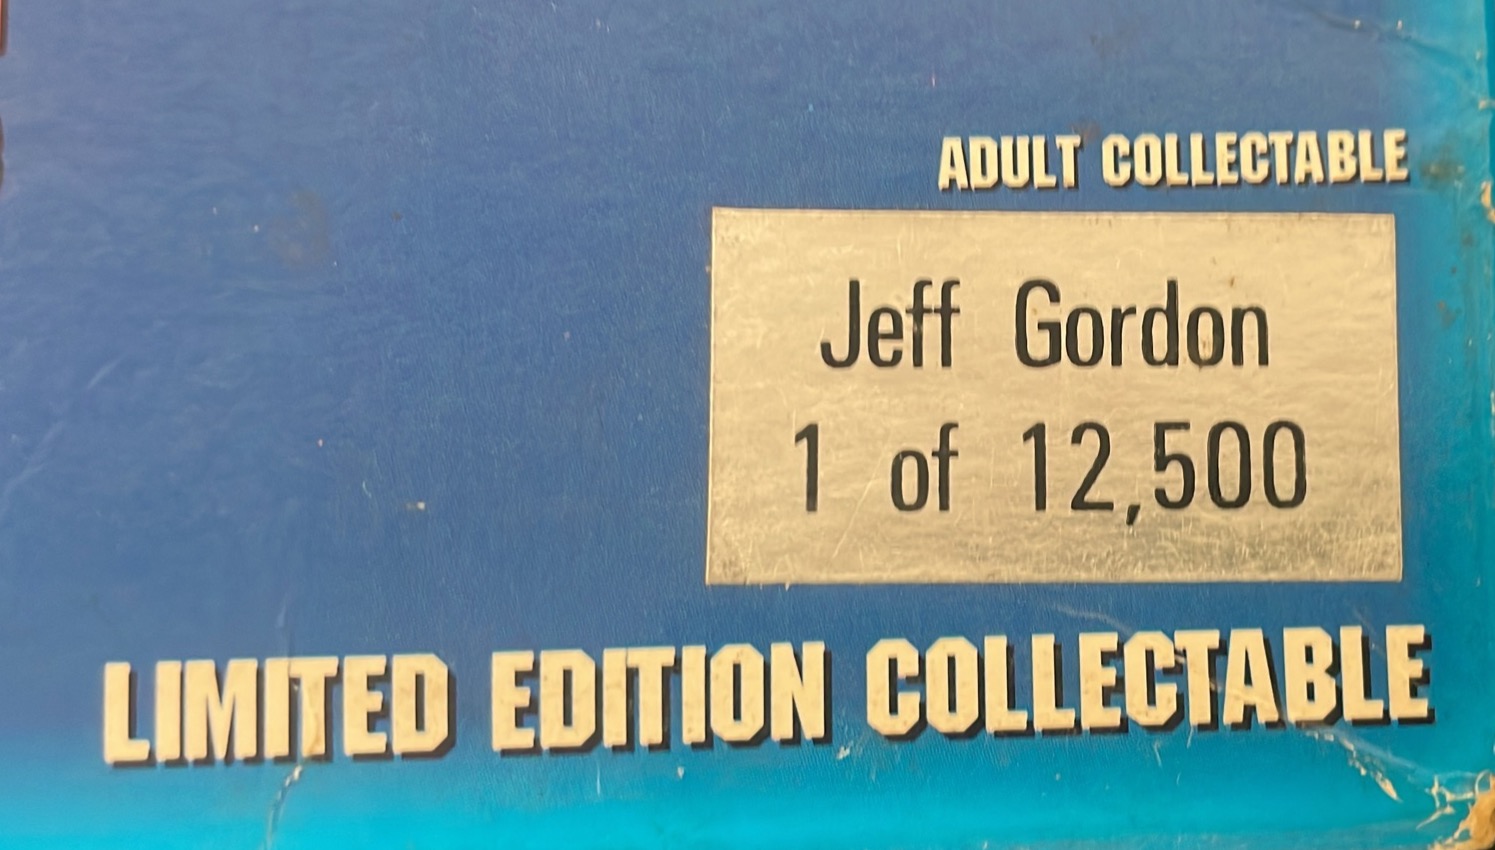 ADULT COLLECTABLE
Jeff Gordon
1 of 12,500
LIMITED EDITION COLLECTABLE